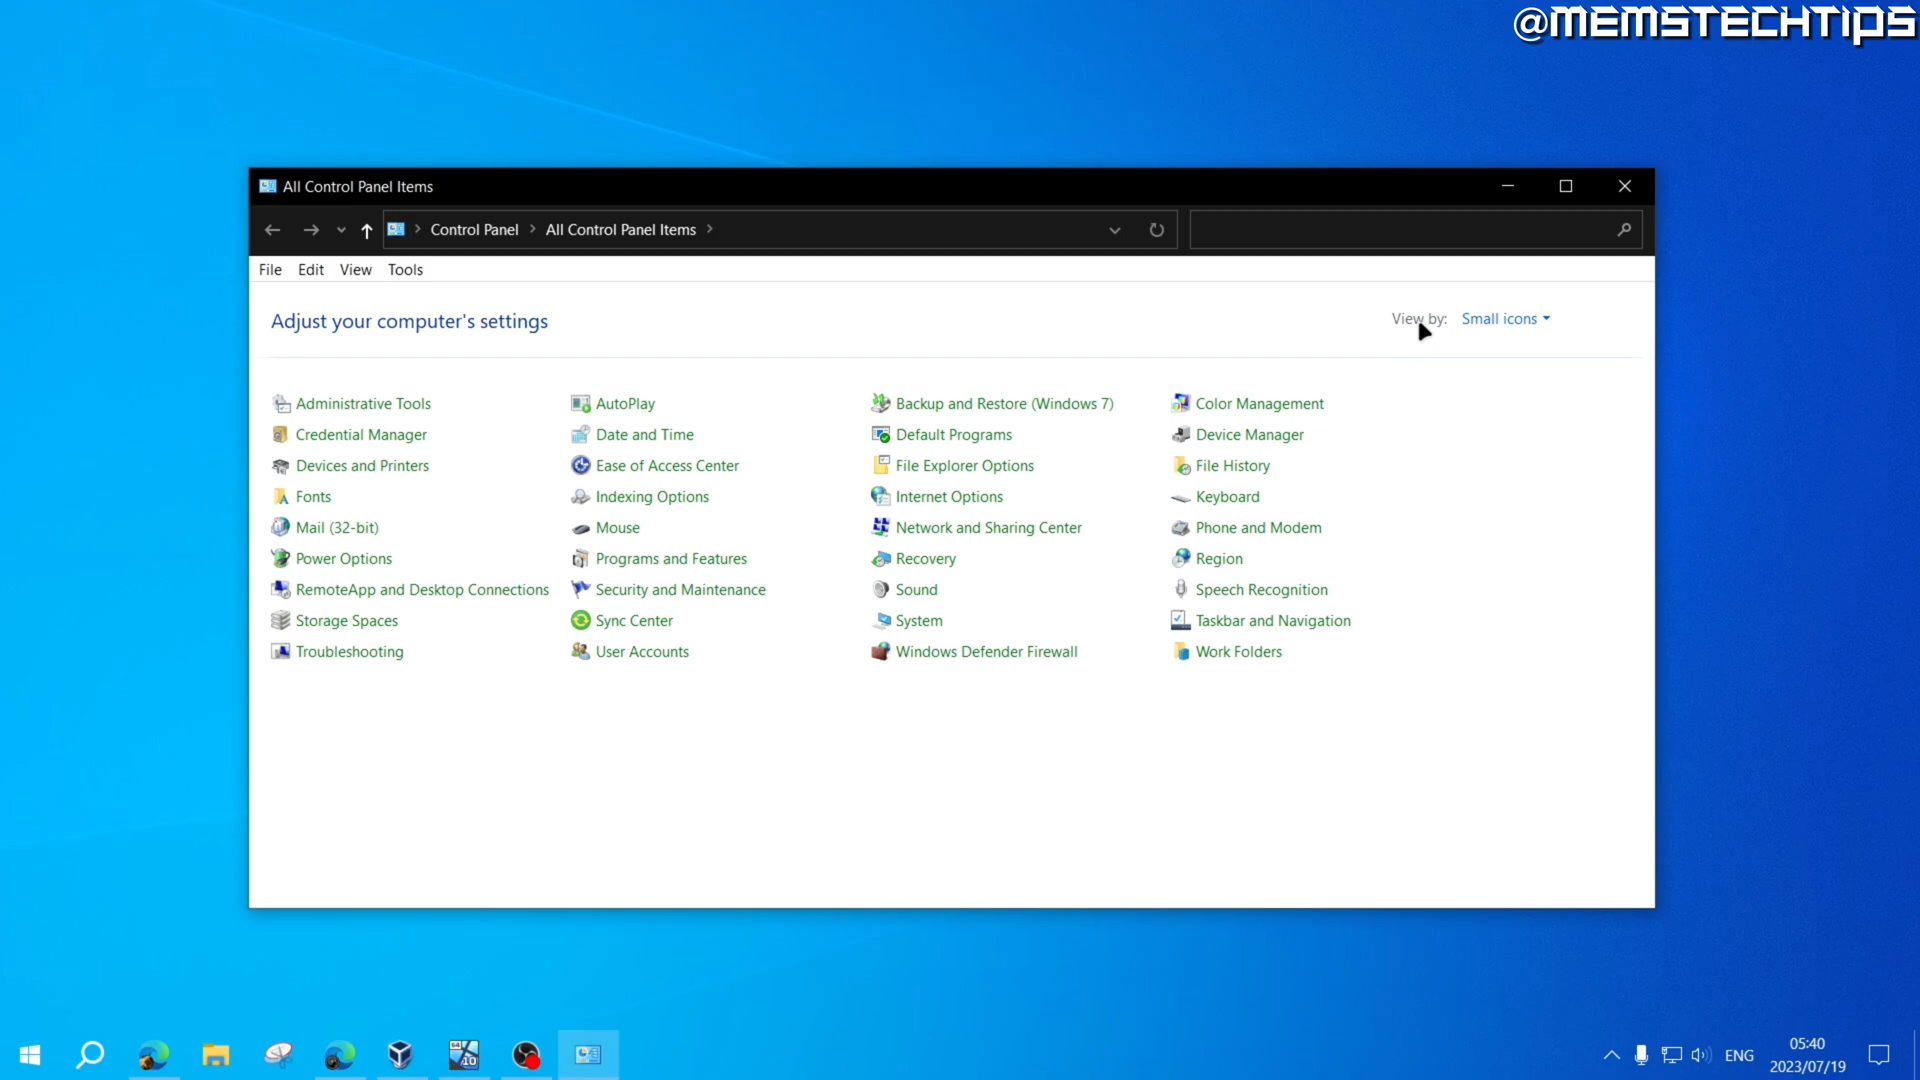 @MEMSTECHTIPS
All Control Panel Items
Control Panel All Control Panel Items
File Edit View Tools
Adjust your computer's settings
View by: Small icons
Administrative Tools AutoPlay Backup and Restore (Windows 7) Color Management
Credential Manager Date and Time Default Programs Device Manager
Devices and Printers Ease of Access Center File Explorer Options File History
Fonts Indexing Options Internet Options Keyboard
Mail (32-bit) Mouse Network and Sharing Center Phone and Modem
Power Options Programs and Features Recovery Region
RemoteApp and Desktop Connections Security and Maintenance Sound Speech Recognition
Storage Spaces Sync Center System Taskbar and Navigation
Troubleshooting User Accounts Windows Defender Firewall Work Folders
64
10
ENG
05:40
2023/07/19